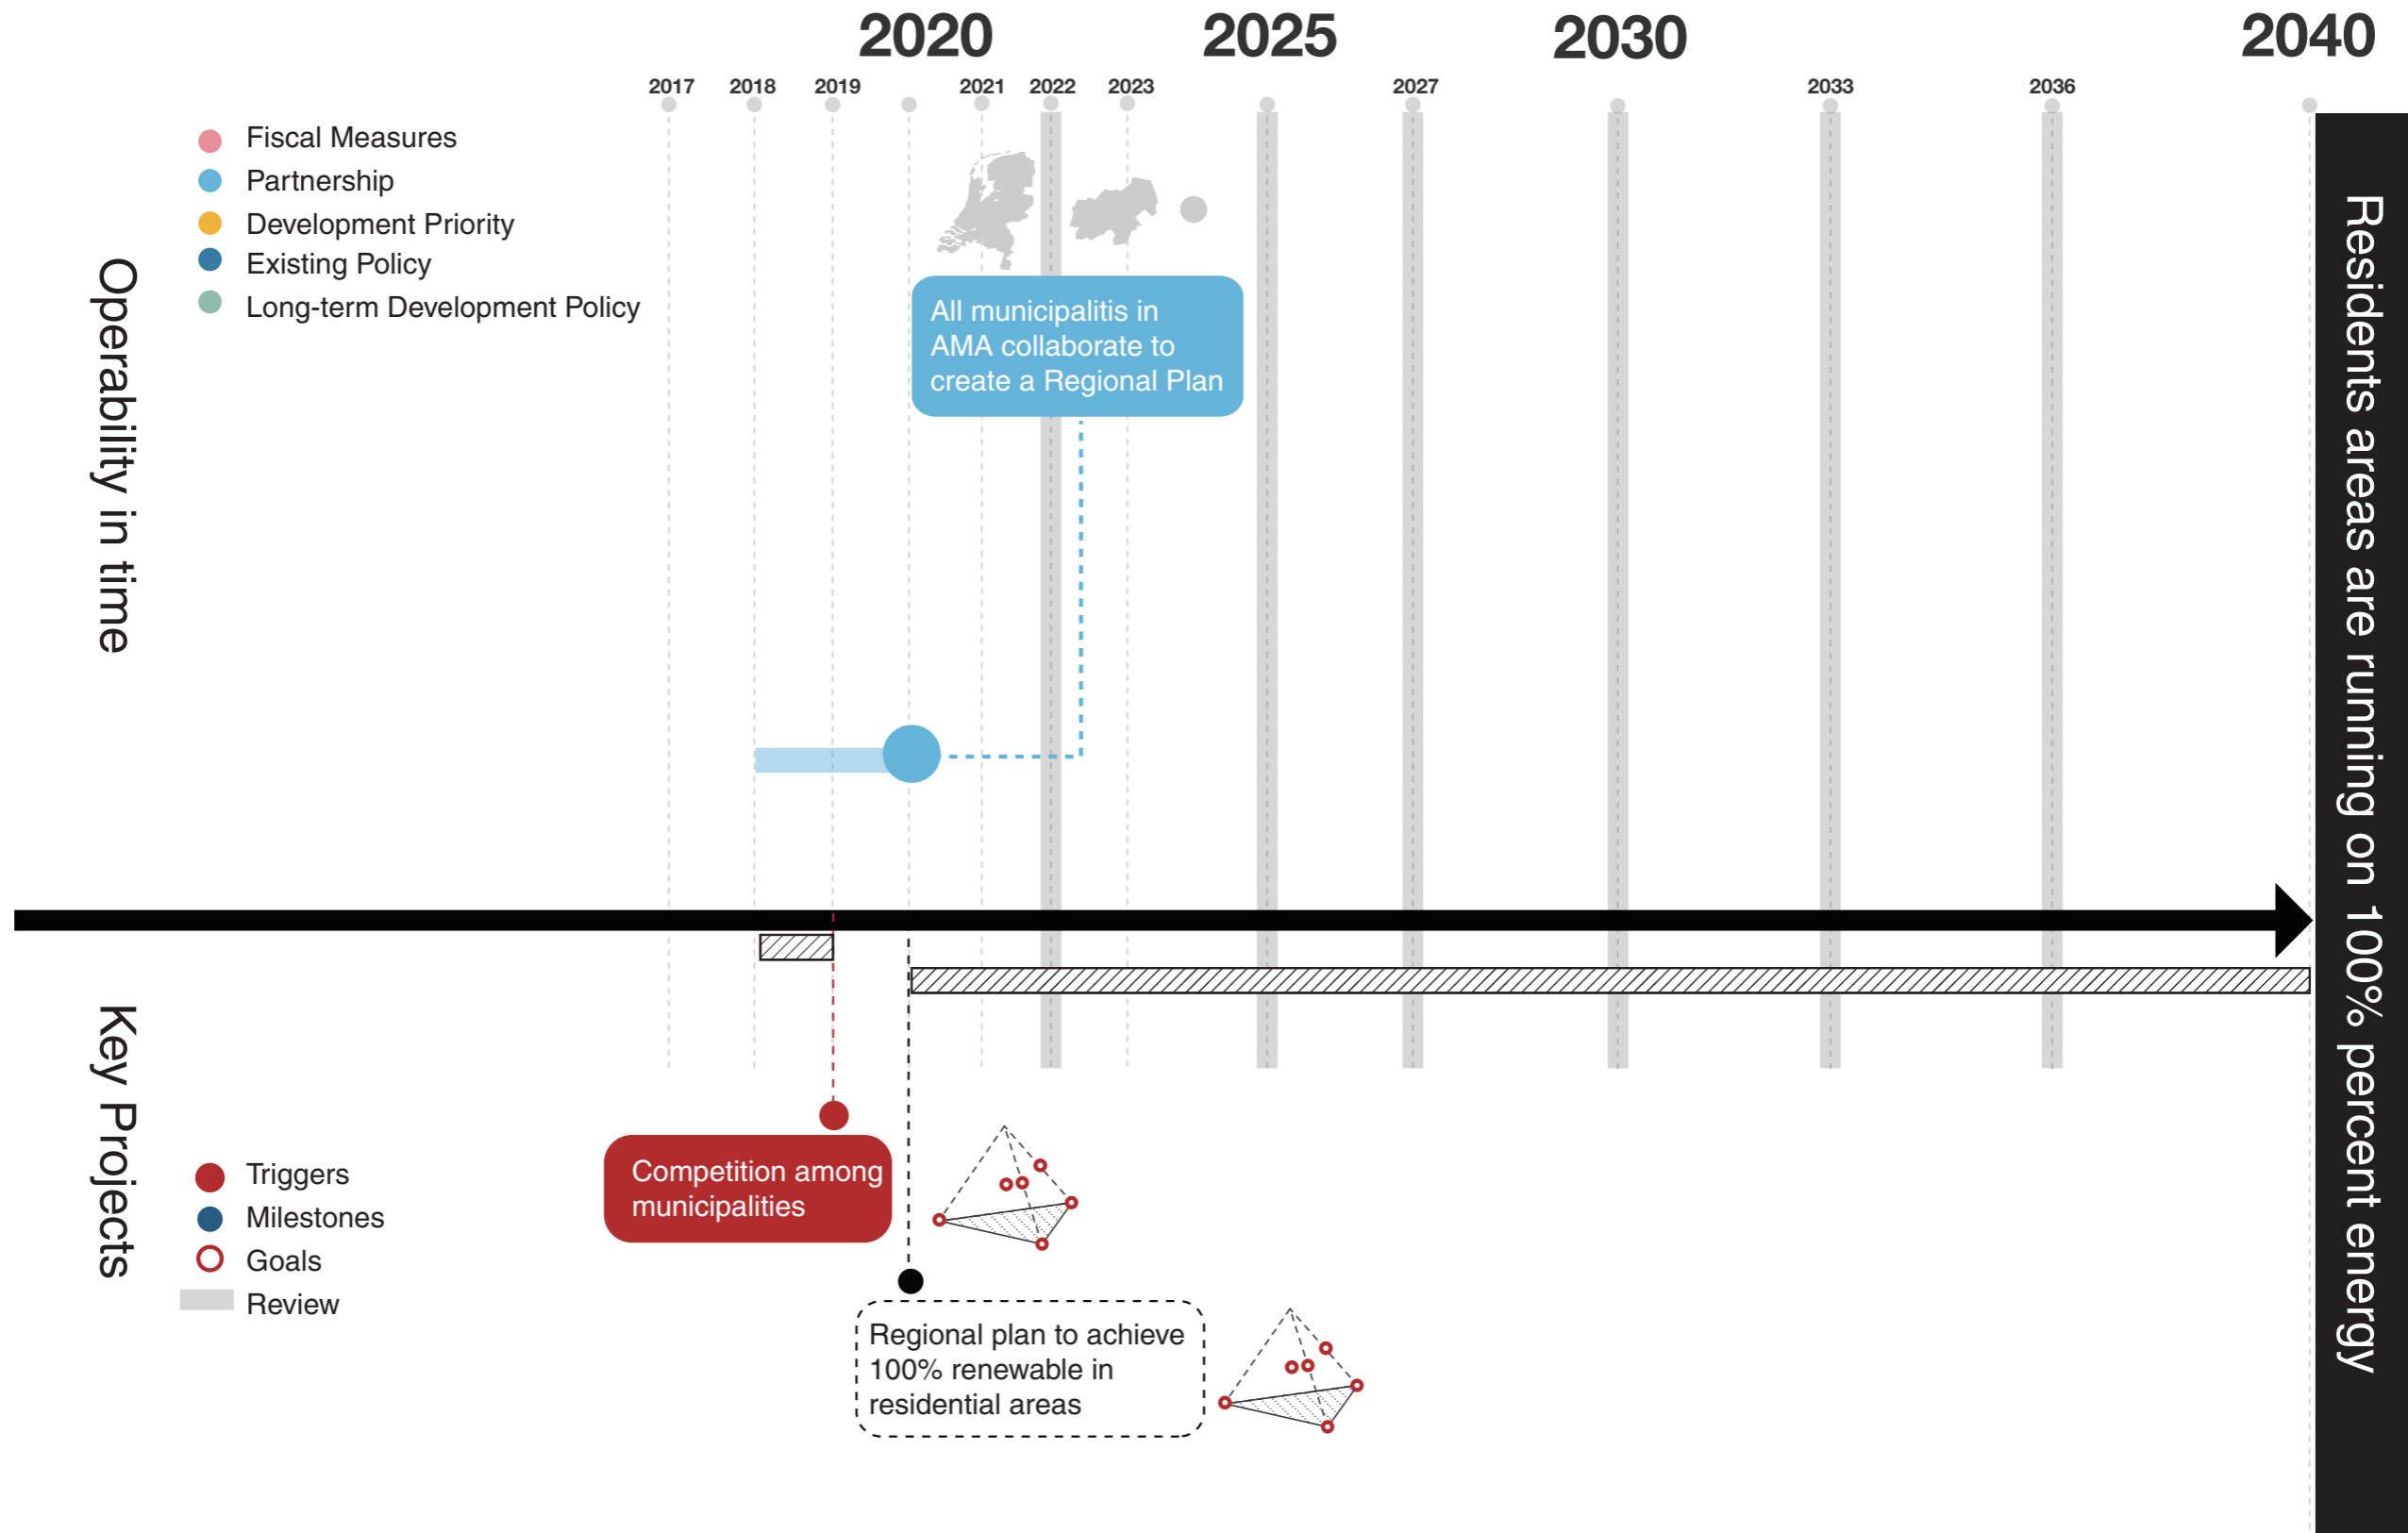 2020
2025
2030
2040
2017
2018
2019
2021
2022
2023
2027
2033
2036
Operability in time
Fiscal Measures
Partnership
Development Priority
Existing Policy
Long-term Development Policy
All municipalitis in
AMA collaborate to
create a Regional Plan
Residents areas are running on 100% percent energy
Key Projects
Triggers
Milestones
Goals
Review
Competition among
municipalities
Regional plan to achieve
100% renewable in
residential areas